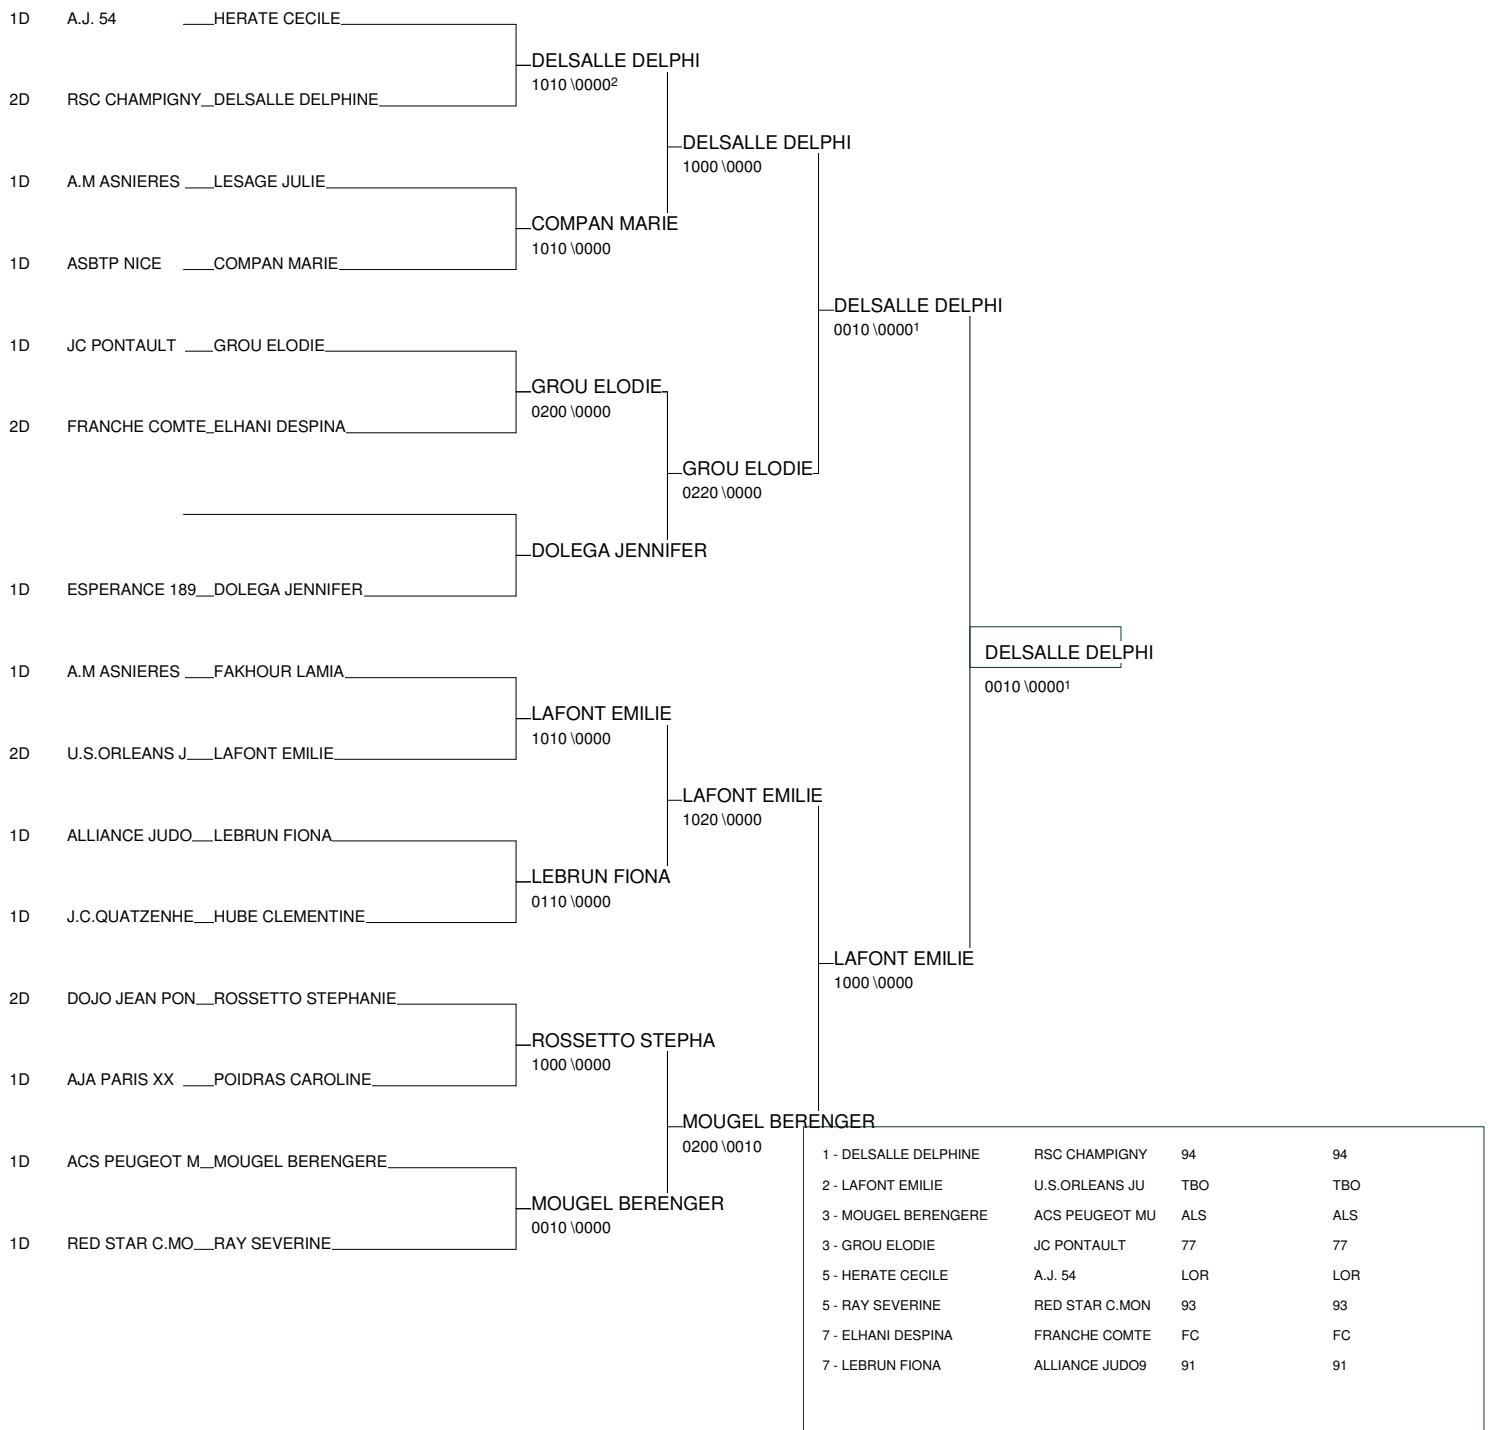 1D A.J. 54 HERATE CECILE
DELSALLE DELPHI
1010 \0000²
2D RSC CHAMPIGNY DELSALLE DELPHINE
DELSALLE DELPHI
1000 \0000
1D A.M ASNIERES LESAGE JULIE
COMPAN MARIE
1010 \0000
1D ASBTP NICE COMPAN MARIE
DELSALLE DELPHI
0010 \0000¹
1D JC PONTAULT GROU ELODIE
GROU ELODIE
0200 \0000
2D FRANCHE COMTE ELHANI DESPINA
GROU ELODIE
0220 \0000
DOLEGA JENNIFER
1D ESPERANCE 189 DOLEGA JENNIFER
DELSALLE DELPHI
0010 \0000¹
1D A.M ASNIERES FAKHOUR LAMIA
LAFONT EMILIE
1010 \0000
2D U.S.ORLEANS J LAFONT EMILIE
LAFONT EMILIE
1020 \0000
1D ALLIANCE JUDO LEBRUN FIONA
LEBRUN FIONA
0110 \0000
1D J.C.QUATZENHE HUBE CLEMENTINE
LAFONT EMILIE
1000 \0000
2D DOJO JEAN PON ROSSETTO STEPHANIE
ROSSETTO STEPHA
1000 \0000
1D AJA PARIS XX POIDRAS CAROLINE
MOUGEL BERENGER
0200 \0010
1D ACS PEUGEOT M MOUGEL BERENGERE
MOUGEL BERENGER
0010 \0000
1D RED STAR C.MO RAY SEVERINE
1 - DELSALLE DELPHINE RSC CHAMPIGNY 94 94
2 - LAFONT EMILIE U.S.ORLEANS JU TBO TBO
3 - MOUGEL BERENGERE ACS PEUGEOT MU ALS ALS
3 - GROU ELODIE JC PONTAULT 77 77
5 - HERATE CECILE A.J. 54 LOR LOR
5 - RAY SEVERINE RED STAR C.MON 93 93
7 - ELHANI DESPINA FRANCHE COMTE FC FC
7 - LEBRUN FIONA ALLIANCE JUDO9 91 91